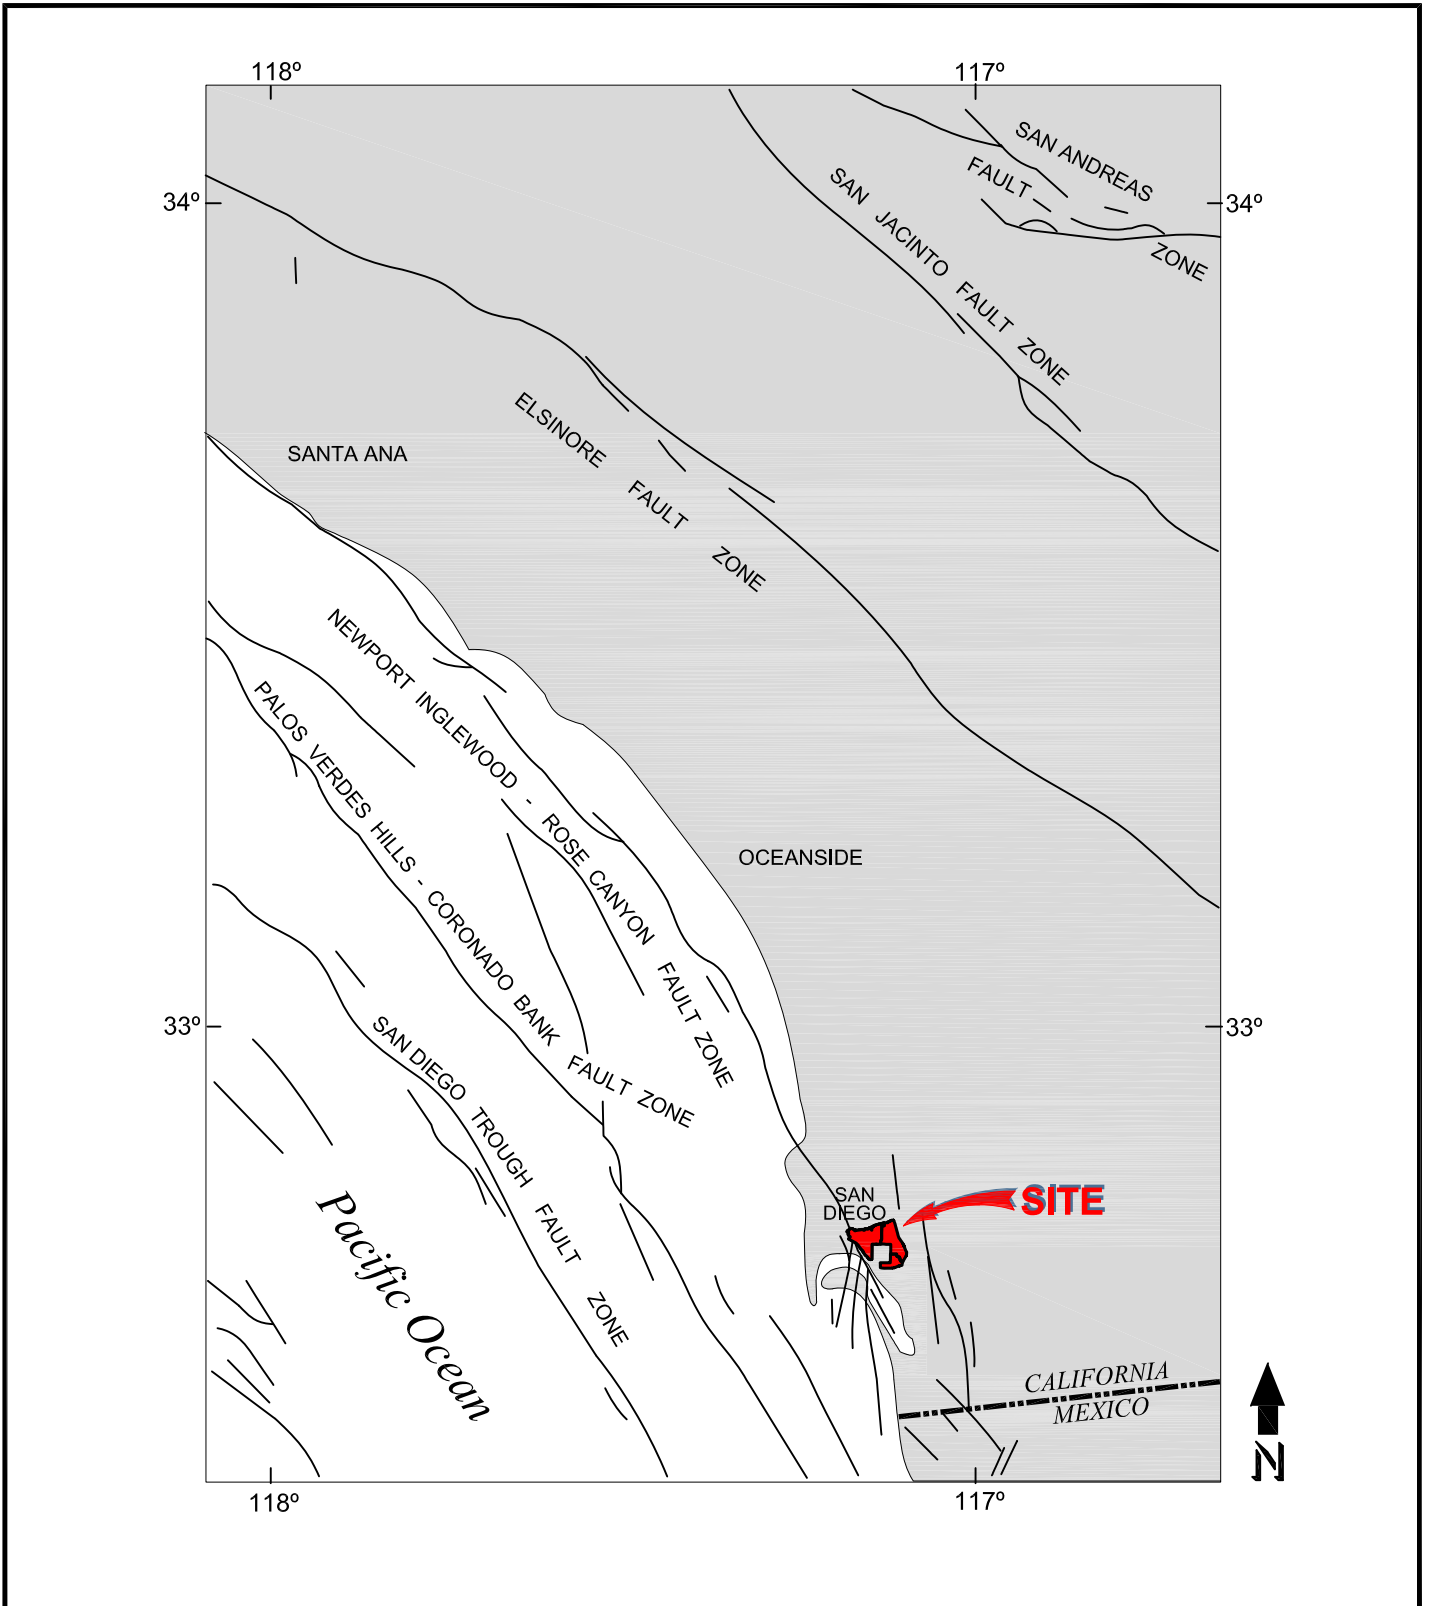 118º
117º
SAN ANDREAS
FAULT
ZONE
34º
34º
SAN JACINTO FAULT ZONE
ELSINORE FAULT ZONE
SANTA ANA
NEWPORT INGLEWOOD - ROSE CANYON FAULT ZONE
PALOS VERDES HILLS - CORONADO BANK FAULT ZONE
OCEANSIDE
33º
33º
SAN DIEGO TROUGH FAULT ZONE
SAN
DIEGO
SITE
Pacific Ocean
CALIFORNIA
MEXICO
N
118º
117º